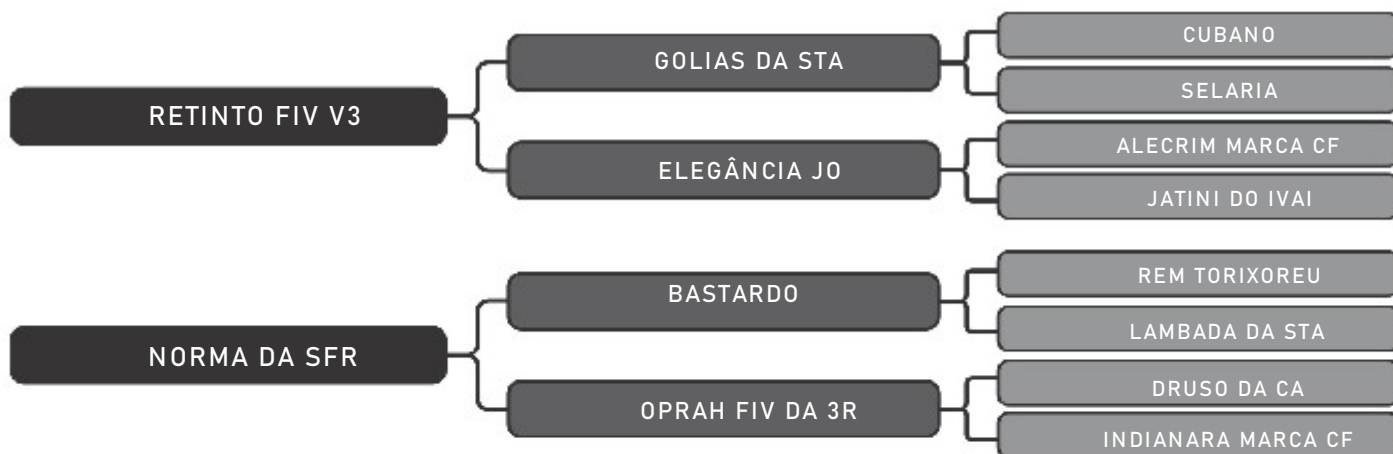 RETINTO FIV V3
GOLIAS DA STA
CUBANO
SELARIA
ELEGÂNCIA JO
ALECRIM MARCA CF
JATINI DO IVAI
NORMA DA SFR
BASTARDO
REM TORIXOREU
LAMBADA DA STA
OPRAH FIV DA 3R
DRUSO DA CA
INDIANARA MARCA CF